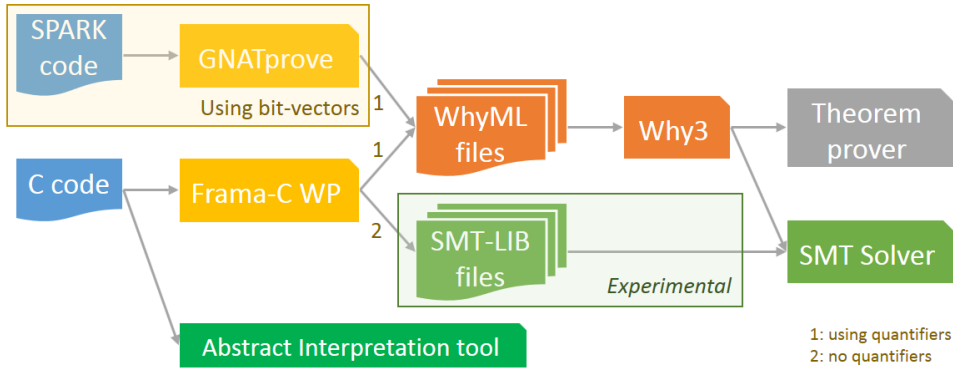 SPARK
code
GNATprove
Using bit-vectors
1
WhyML
files
Why3
Theorem
prover
1
C code
Frama-C WP
2
SMT-LIB
files
Experimental
SMT Solver
Abstract Interpretation tool
1: using quantifiers
2: no quantifiers